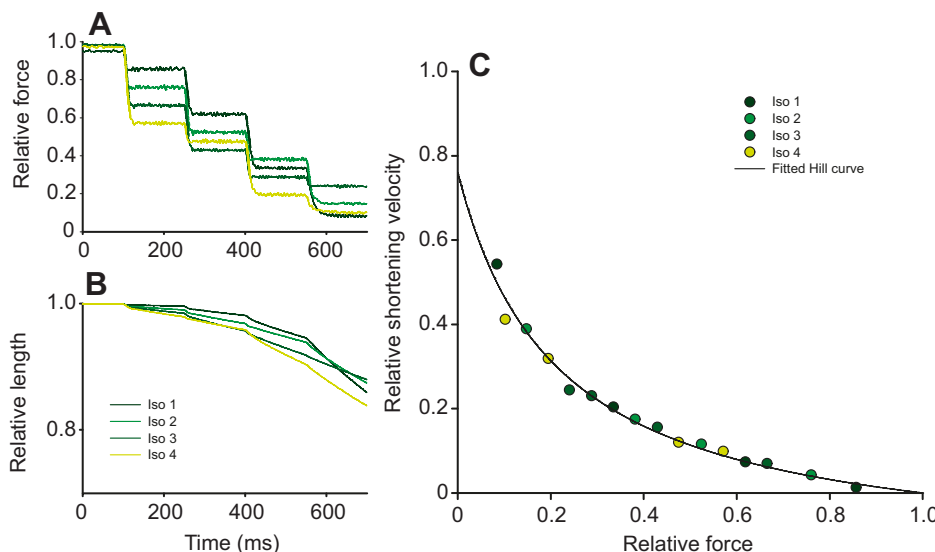 A
1.0
0.8
0.6
0.4
0.2
0
Relative force
0
200
400
600
B
1.0
0.8
Relative length
Iso 1
Iso 2
Iso 3
Iso 4
0
200
400
600
Time (ms)
C
1.0
0.8
0.6
0.4
0.2
0
Relative shortening velocity
Iso 1
Iso 2
Iso 3
Iso 4
Fitted Hill curve
0
0.2
0.4
0.6
0.8
1.0
Relative force